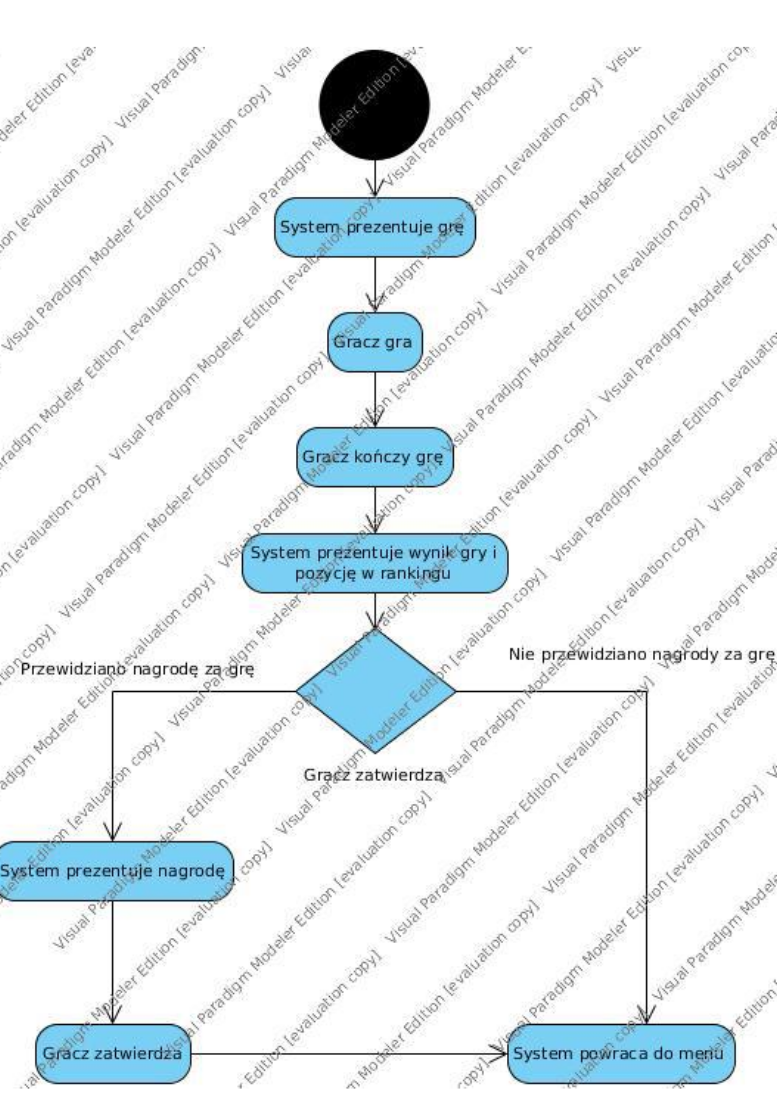 System prezentuje grę
Gracz gra
Gracz kończy grę
System prezentuje wynik gry i
pozycję w rankingu
Nie przewidziano nagrody za grę
Przewidziano nagrodę za grę
Gracz zatwierdza
System prezentuje nagrodę
Gracz zatwierdza
System powraca do menu
Visual Paradigm Modeler Edition [evaluation copy]